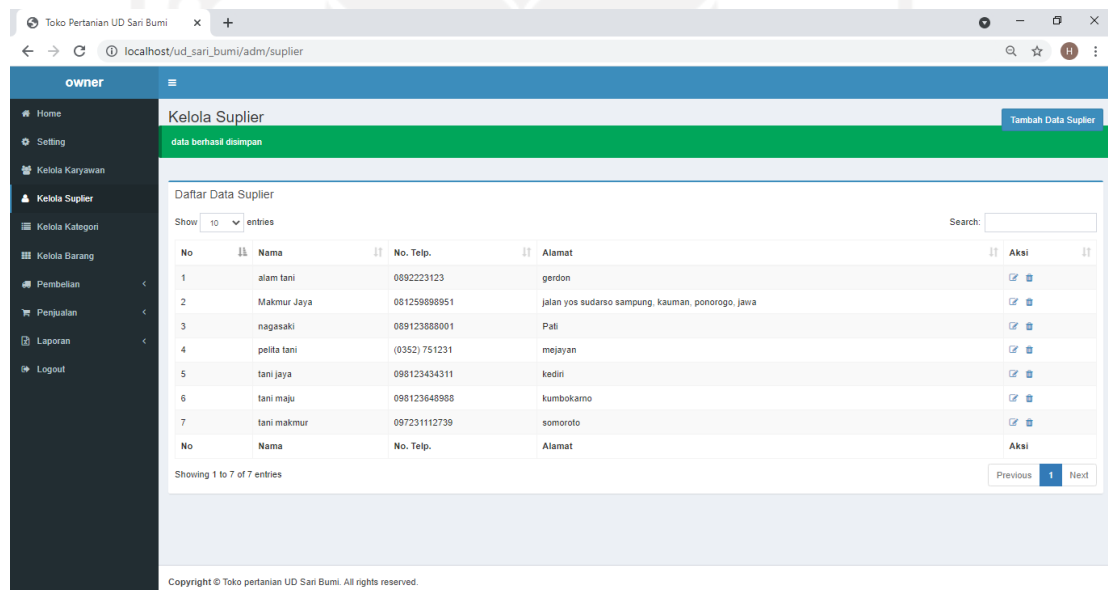 Toko Pertanian UD Sari Bumi
localhost/ud_sari_bumi/adm/suplier
H
owner
Home
Setting
Kelola Karyawan
Kelola Suplier
Kelola Kategori
Kelola Barang
Pembelian
Penjualan
Laporan
Logout
Kelola Suplier
Tambah Data Suplier
data berhasil disimpan
Daftar Data Suplier
Show 10 entries Search:
No Nama No. Telp. Alamat Aksi
1 alam tani 0892223123 gerdon
2 Makmur Jaya 081259898951 jalan yos sudarso sampung, kauman, ponorogo, jawa
3 nagasaki 089123888001 Pati
4 pelita tani (0352) 751231 mejayan
5 tani jaya 098123434311 kediri
6 tani maju 098123648988 kumbokarno
7 tani makmur 097231112739 somoroto
No Nama No. Telp. Alamat Aksi
Showing 1 to 7 of 7 entries Previous 1 Next
Copyright © Toko pertanian UD Sari Bumi. All rights reserved.